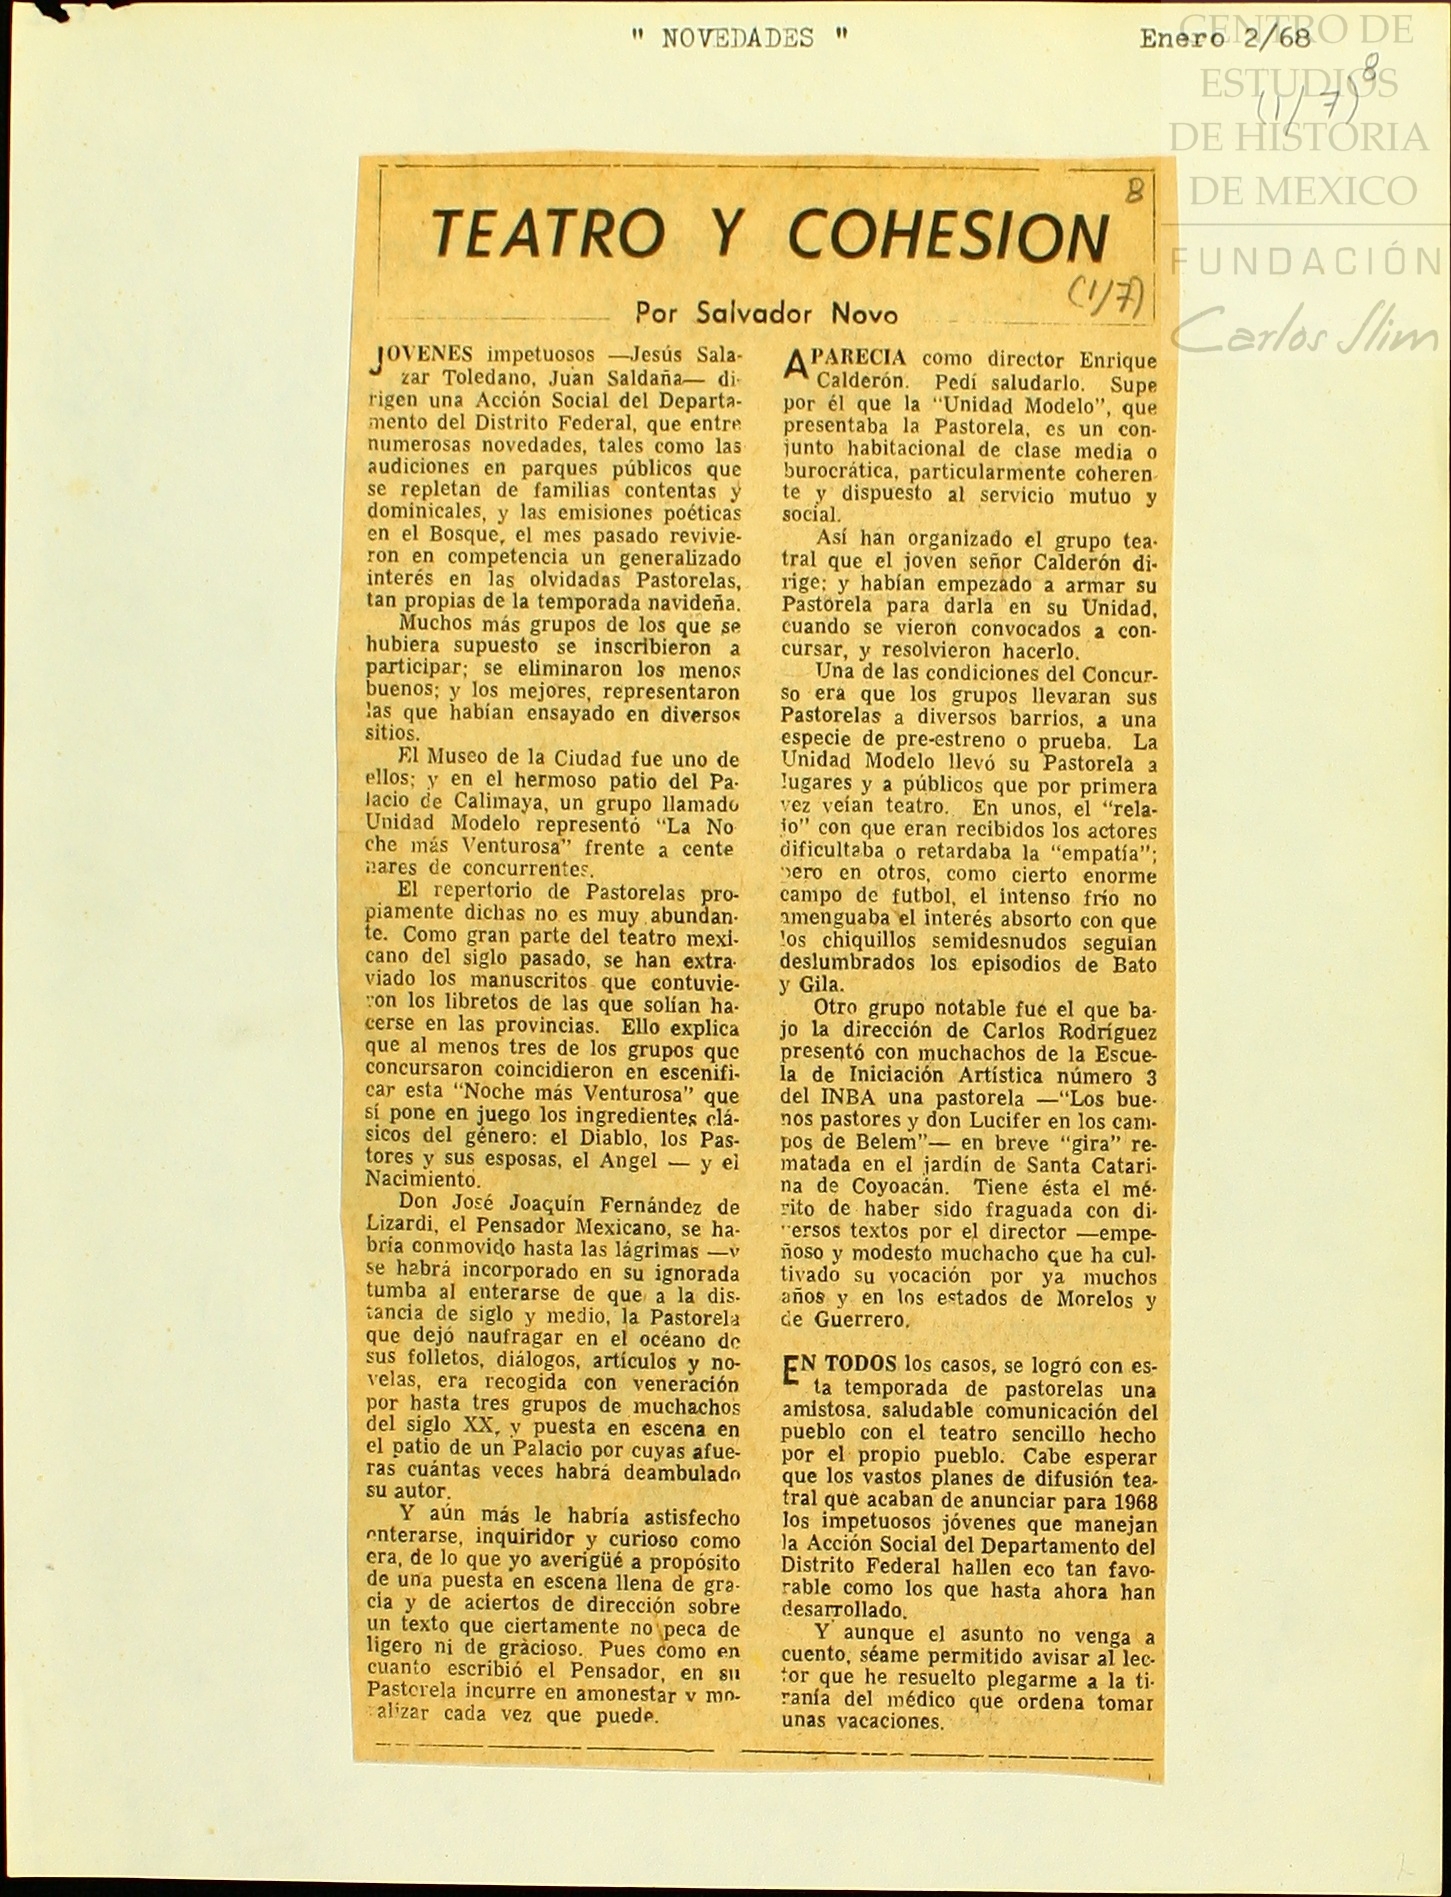 " NOVEDADES "
Enero 2/68
8
(1/7)
CENTRO DE
ESTUDIOS
DE HISTORIA
DE MEXICO
FUNDACIÓN
Carlos Slim
8
TEATRO Y COHESION
(1/7)
Por Salvador Novo
JOVENES impetuosos —Jesús Sala-
zar Toledano, Juan Saldaña— di-
rigen una Acción Social del Departa-
mento del Distrito Federal, que entre
numerosas novedades, tales como las
audiciones en parques públicos que
se repletan de familias contentas y
dominicales, y las emisiones poéticas
en el Bosque, el mes pasado revivie-
ron en competencia un generalizado
interés en las olvidadas Pastorelas,
tan propias de la temporada navideña.
Muchos más grupos de los que se
hubiera supuesto se inscribieron a
participar; se eliminaron los menos
buenos; y los mejores, representaron
las que habían ensayado en diversos
sitios.
El Museo de la Ciudad fue uno de
ellos; y en el hermoso patio del Pa-
lacio de Calimaya, un grupo llamado
Unidad Modelo representó "La No
che más Venturosa" frente a cente
nares de concurrentes.
El repertorio de Pastorelas pro-
piamente dichas no es muy abundan-
te. Como gran parte del teatro mexi-
cano del siglo pasado, se han extra-
viado los manuscritos que contuvie-
ron los libretos de las que solían ha-
cerse en las provincias. Ello explica
que al menos tres de los grupos que
concursaron coincidieron en escenifi-
car esta "Noche más Venturosa" que
sí pone en juego los ingredientes clá-
sicos del género: el Diablo, los Pas-
tores y sus esposas, el Angel — y el
Nacimiento.
Don José Joaquín Fernández de
Lizardi, el Pensador Mexicano, se ha-
bría conmovido hasta las lágrimas —y
se habrá incorporado en su ignorada
tumba al enterarse de que a la dis-
tancia de siglo y medio, la Pastorela
que dejó naufragar en el océano de
sus folletos, diálogos, artículos y no-
velas, era recogida con veneración
por hasta tres grupos de muchachos
del siglo XX, y puesta en escena en
el patio de un Palacio por cuyas afue-
ras cuántas veces habrá deambulado
su autor.
Y aún más le habría astisfecho
enterarse, inquiridor y curioso como
era, de lo que yo averigüé a propósito
de una puesta en escena llena de gra-
cia y de aciertos de dirección sobre
un texto que ciertamente no peca de
ligero ni de gràcioso. Pues como en
cuanto escribió el Pensador, en su
Pastorela incurre en amonestar y mo-
ralizar cada vez que puede.
APARECIA como director Enrique
Calderón. Pedí saludarlo. Supe
por él que la "Unidad Modelo", que
presentaba la Pastorela, es un con-
junto habitacional de clase media o
burocrática, particularmente coheren-
te y dispuesto al servicio mutuo y
social.
Así han organizado el grupo tea-
tral que el joven señor Calderón di-
rige; y habían empezado a armar su
Pastorela para darla en su Unidad,
cuando se vieron convocados a con-
cursar, y resolvieron hacerlo.
Una de las condiciones del Concur-
so era que los grupos llevaran sus
Pastorelas a diversos barrios, a una
especie de pre-estreno o prueba. La
Unidad Modelo llevó su Pastorela a
lugares y a públicos que por primera
vez veían teatro. En unos, el "rela-
jo" con que eran recibidos los actores
dificultaba o retardaba la "empatía";
pero en otros, como cierto enorme
campo de futbol, el intenso frío no
amenguaba el interés absorto con que
los chiquillos semidesnudos seguían
deslumbrados los episodios de Bato
y Gila.
Otro grupo notable fue el que ba-
jo la dirección de Carlos Rodríguez
presentó con muchachos de la Escue-
la de Iniciación Artística número 3
del INBA una pastorela —"Los bue-
nos pastores y don Lucifer en los cam-
pos de Belem"— en breve "gira" re-
matada en el jardín de Santa Catari-
na de Coyoacán. Tiene ésta el mé-
rito de haber sido fraguada con di-
versos textos por el director —empe-
ñoso y modesto muchacho que ha cul-
tivado su vocación por ya muchos
años y en los estados de Morelos y
de Guerrero.
EN TODOS los casos, se logró con es-
ta temporada de pastorelas una
amistosa, saludable comunicación del
pueblo con el teatro sencillo hecho
por el propio pueblo. Cabe esperar
que los vastos planes de difusión tea-
tral que acaban de anunciar para 1968
los impetuosos jóvenes que manejan
la Acción Social del Departamento del
Distrito Federal hallen eco tan favo-
rable como los que hasta ahora han
desarrollado.
Y aunque el asunto no venga a
cuento, séame permitido avisar al lec-
tor que he resuelto plegarme a la ti-
ranía del médico que ordena tomar
unas vacaciones.